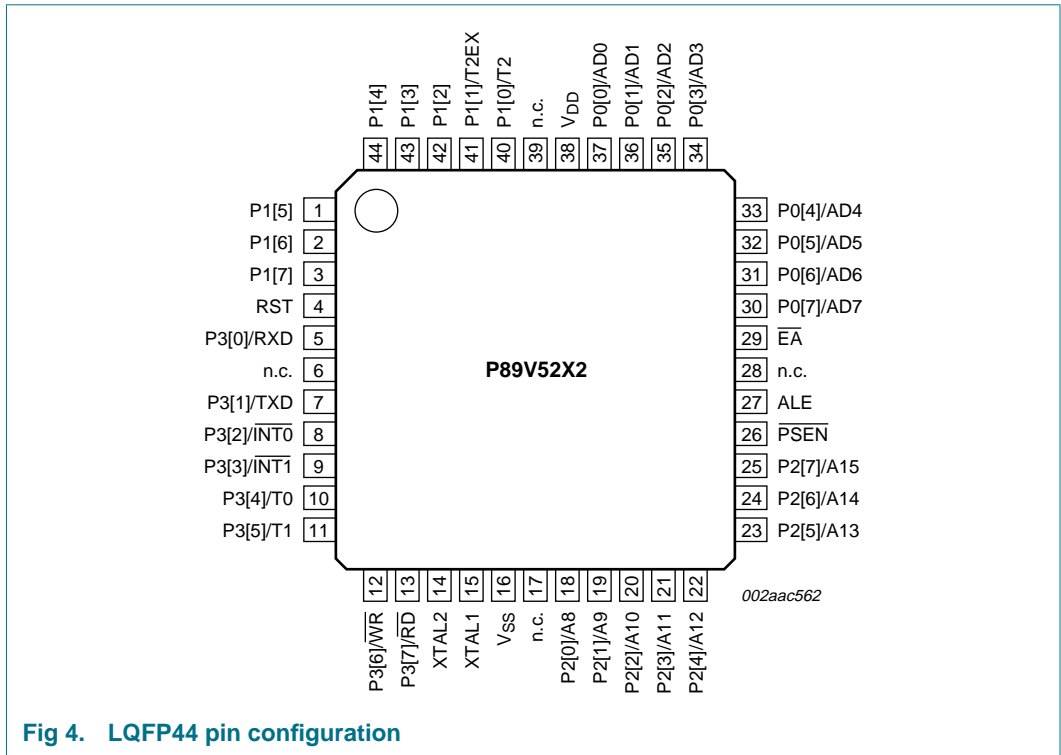 P1[4]
P1[3]
P1[2]
P1[1]/T2EX
P1[0]/T2
n.c.
VDD
P0[0]/AD0
P0[1]/AD1
P0[2]/AD2
P0[3]/AD3
44
43
42
41
40
39
38
37
36
35
34
P1[5] 1
P1[6] 2
P1[7] 3
RST 4
P3[0]/RXD 5
n.c. 6
P3[1]/TXD 7
P3[2]/INT0 8
P3[3]/INT1 9
P3[4]/T0 10
P3[5]/T1 11
P89V52X2
33 P0[4]/AD4
32 P0[5]/AD5
31 P0[6]/AD6
30 P0[7]/AD7
29 EA
28 n.c.
27 ALE
26 PSEN
25 P2[7]/A15
24 P2[6]/A14
23 P2[5]/A13
12
13
14
15
16
17
18
19
20
21
22
P3[6]/WR
P3[7]/RD
XTAL2
XTAL1
VSS
n.c.
P2[0]/A8
P2[1]/A9
P2[2]/A10
P2[3]/A11
P2[4]/A12
002aac562
Fig 4. LQFP44 pin configuration